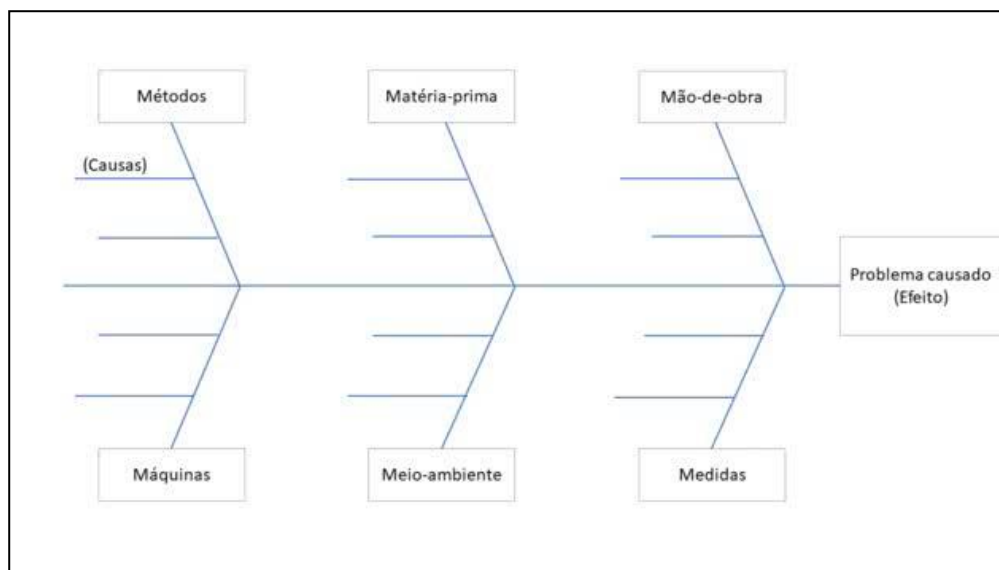 Métodos
Matéria-prima
Mão-de-obra
(Causas)
Problema causado
(Efeito)
Máquinas
Meio-ambiente
Medidas